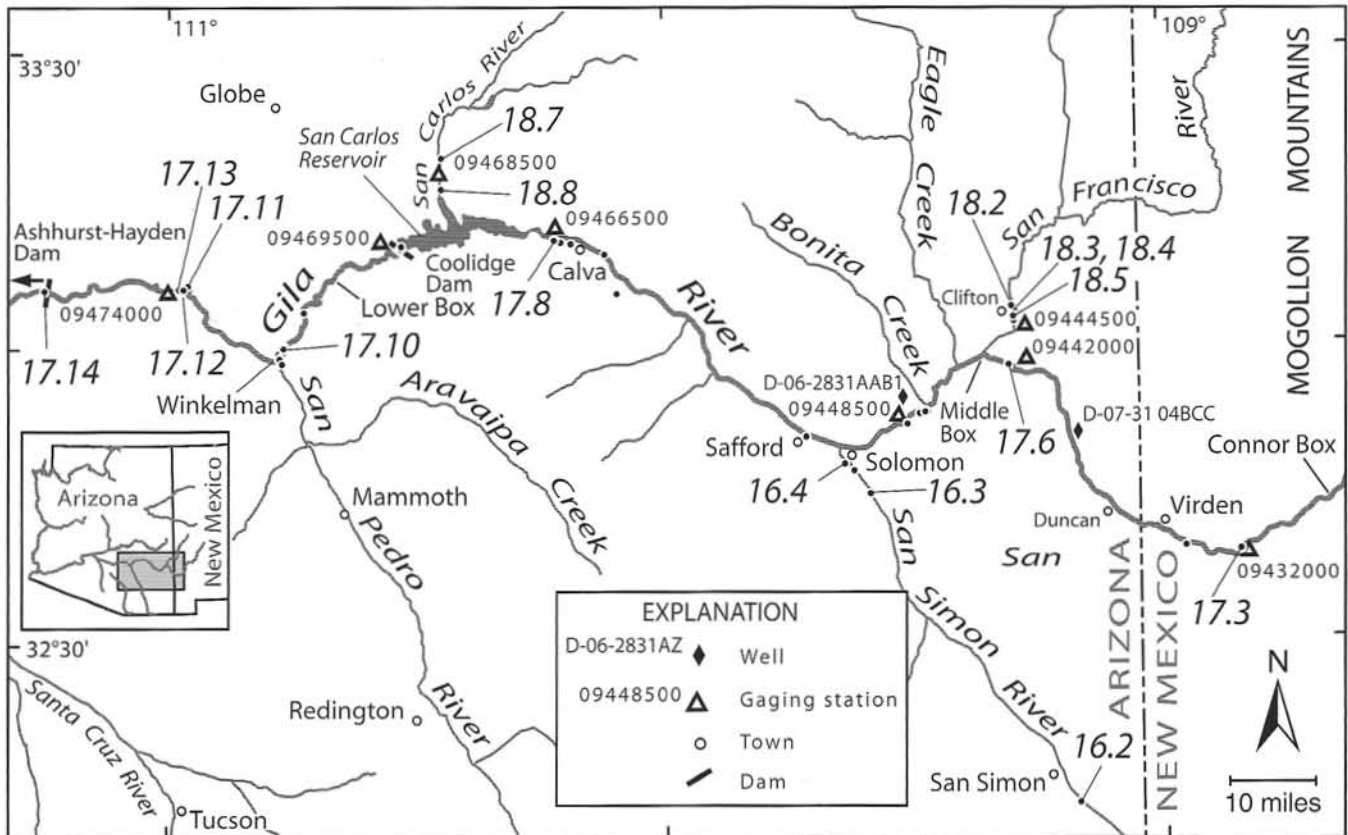 111°
109°
33°30'
Globe
San Carlos River
18.7
San Carlos
Reservoir
09468500
18.8
Eagle Creek
MOGOLLON MOUNTAINS
San Francisco River
17.13
17.11
Ashhurst-Hayden
Dam
09469500
09466500
18.2
18.3, 18.4
18.5
Bonita Creek
Coolidge
Dam
Calva
Clifton
Gila River
Lower Box
17.8
09444500
09474000
09442000
17.14
17.12
17.10
Winkelman
D-06-2831AAB1
09448500
Middle
Box
17.6
D-07-31 04BCC
San Pedro River
Aravaipa Creek
Safford
Solomon
16.4
16.3
Connor Box
Virden
Duncan
Mammoth
San Simon River
San
09432000
17.3
Arizona
New Mexico
ARIZONA
NEW MEXICO
32°30'
Santa Cruz River
Redington
Tucson
16.2
San Simon
EXPLANATION
D-06-2831AZ Well
09448500 Gaging station
Town
Dam
N
10 miles